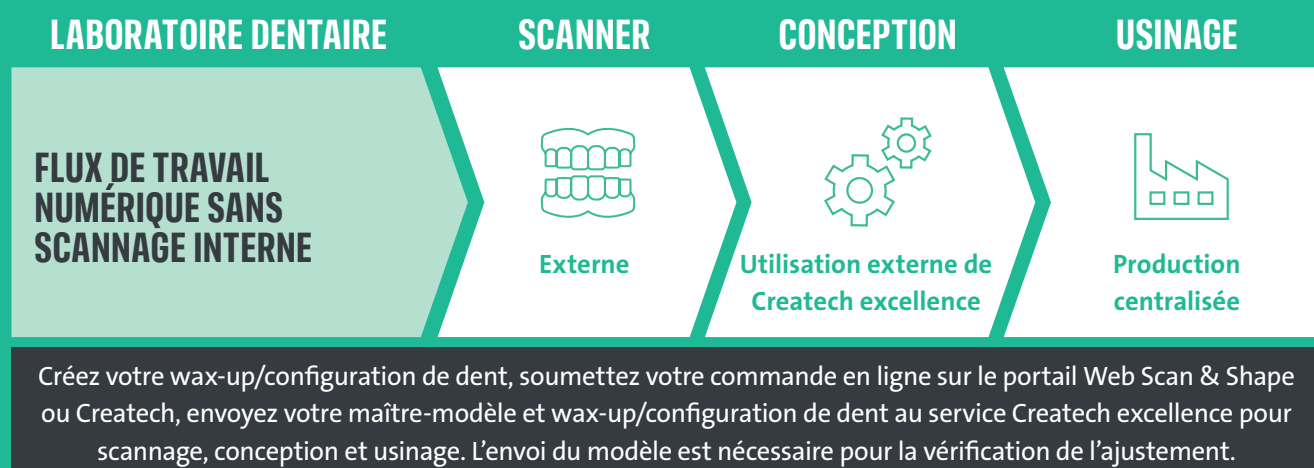 LABORATOIRE DENTAIRE
SCANNER
CONCEPTION
USINAGE
FLUX DE TRAVAIL
NUMÉRIQUE SANS
SCANNAGE INTERNE
Externe
Utilisation externe de
Createch excellence
Production
centralisée
Créez votre wax-up/configuration de dent, soumettez votre commande en ligne sur le portail Web Scan & Shape
ou Createch, envoyez votre maître-modèle et wax-up/configuration de dent au service Createch excellence pour
scannage, conception et usinage. L’envoi du modèle est nécessaire pour la vérification de l’ajustement.